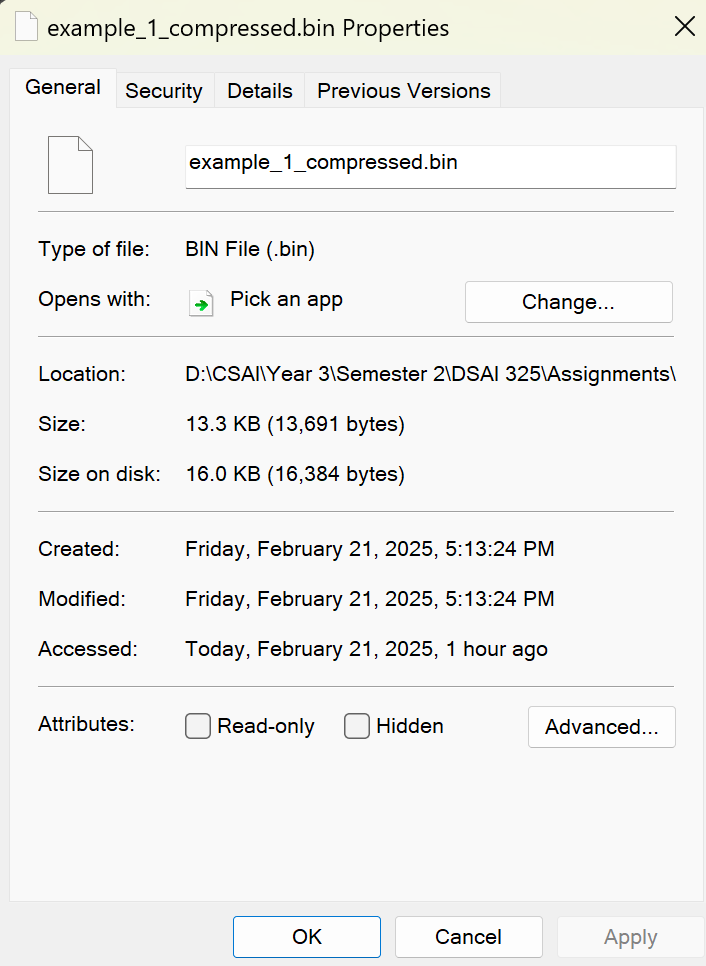 example_1_compressed.bin Properties
General Security Details Previous Versions
example_1_compressed.bin
Type of file: BIN File (.bin)
Opens with: Pick an app Change...
Location: D:\CSAI\Year 3\Semester 2\DSAI 325\Assignments\
Size: 13.3 KB (13,691 bytes)
Size on disk: 16.0 KB (16,384 bytes)
Created: Friday, February 21, 2025, 5:13:24 PM
Modified: Friday, February 21, 2025, 5:13:24 PM
Accessed: Today, February 21, 2025, 1 hour ago
Attributes: Read-only Hidden Advanced...
OK Cancel Apply